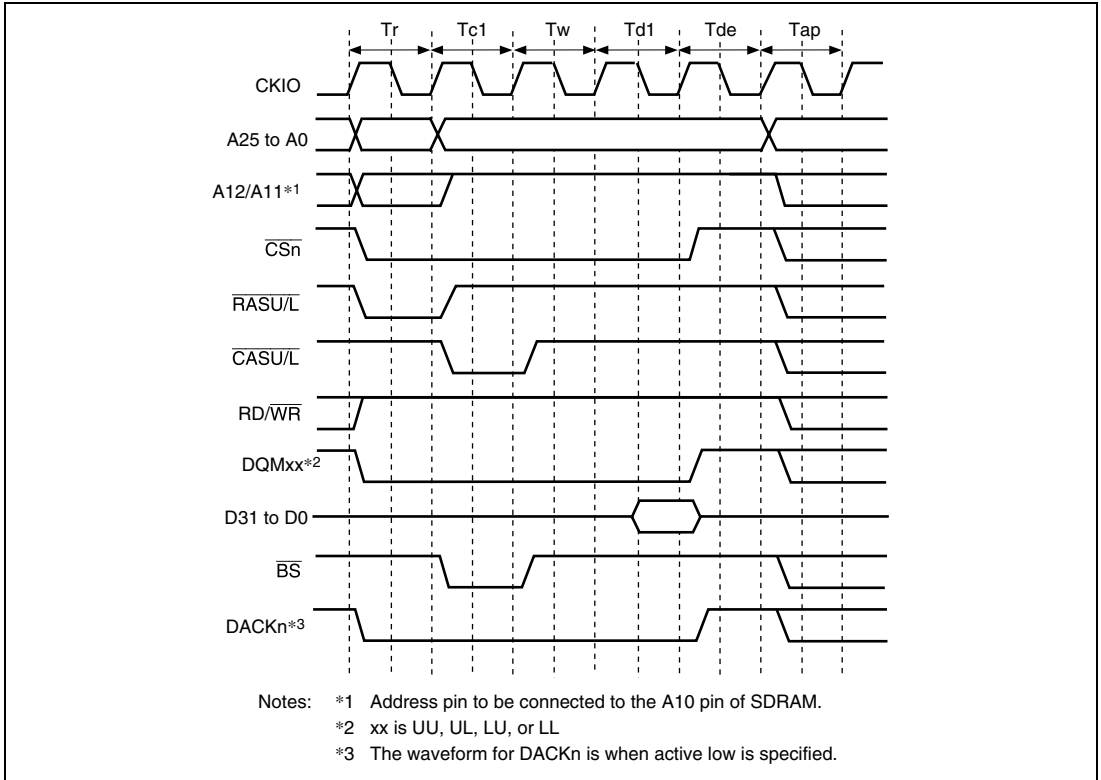 Tr Tc1 Tw Td1 Tde Tap
CKIO
A25 to A0
A12/A11*1
CSn
RASU/L
CASU/L
RD/WR
DQMxx*2
D31 to D0
BS
DACKn*3
Notes: *1 Address pin to be connected to the A10 pin of SDRAM.
*2 xx is UU, UL, LU, or LL
*3 The waveform for DACKn is when active low is specified.